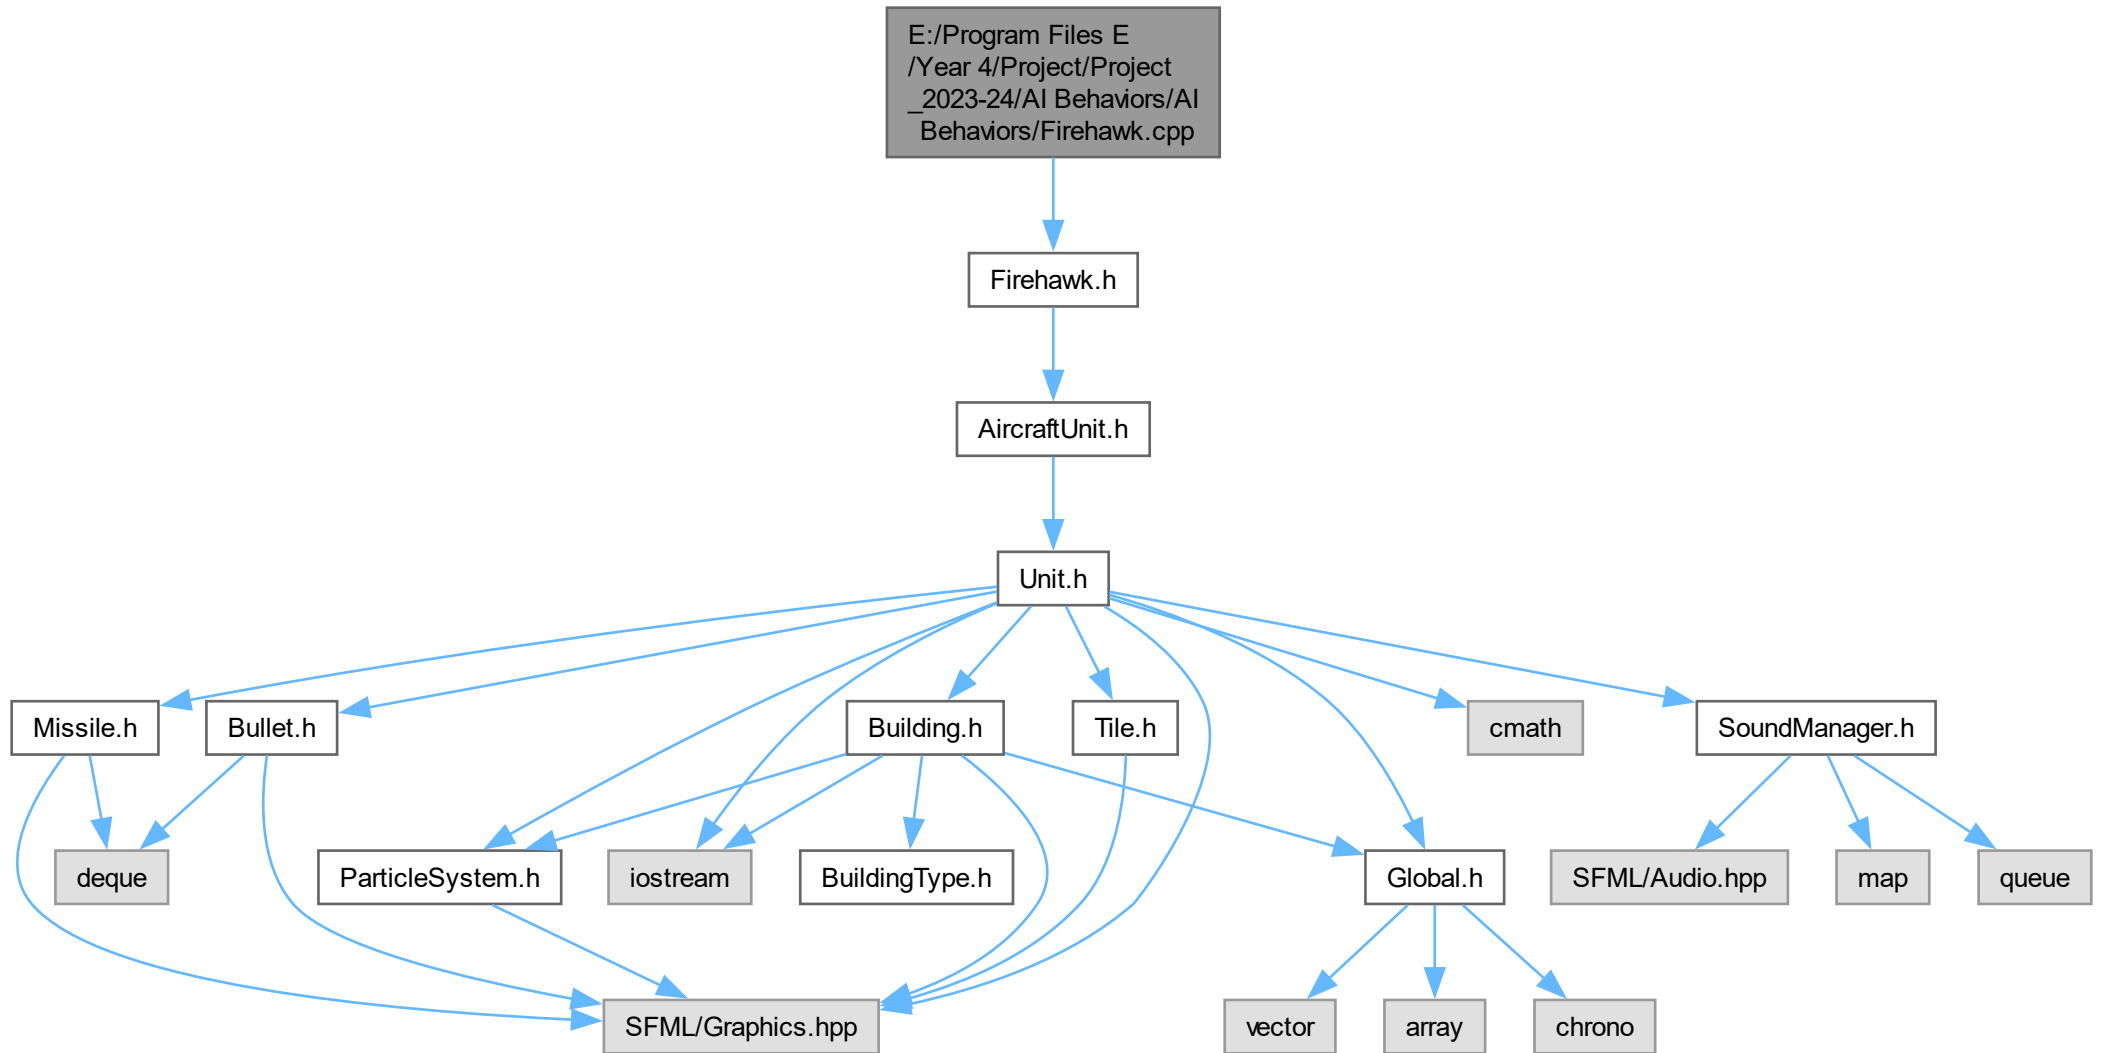 E:/Program Files E
/Year 4/Project/Project
_2023-24/AI Behaviors/AI
Behaviors/Firehawk.cpp
Firehawk.h
AircraftUnit.h
Unit.h
Missile.h
Bullet.h
Building.h
Tile.h
cmath
SoundManager.h
deque
ParticleSystem.h
iostream
BuildingType.h
Global.h
SFML/Audio.hpp
map
queue
SFML/Graphics.hpp
vector
array
chrono